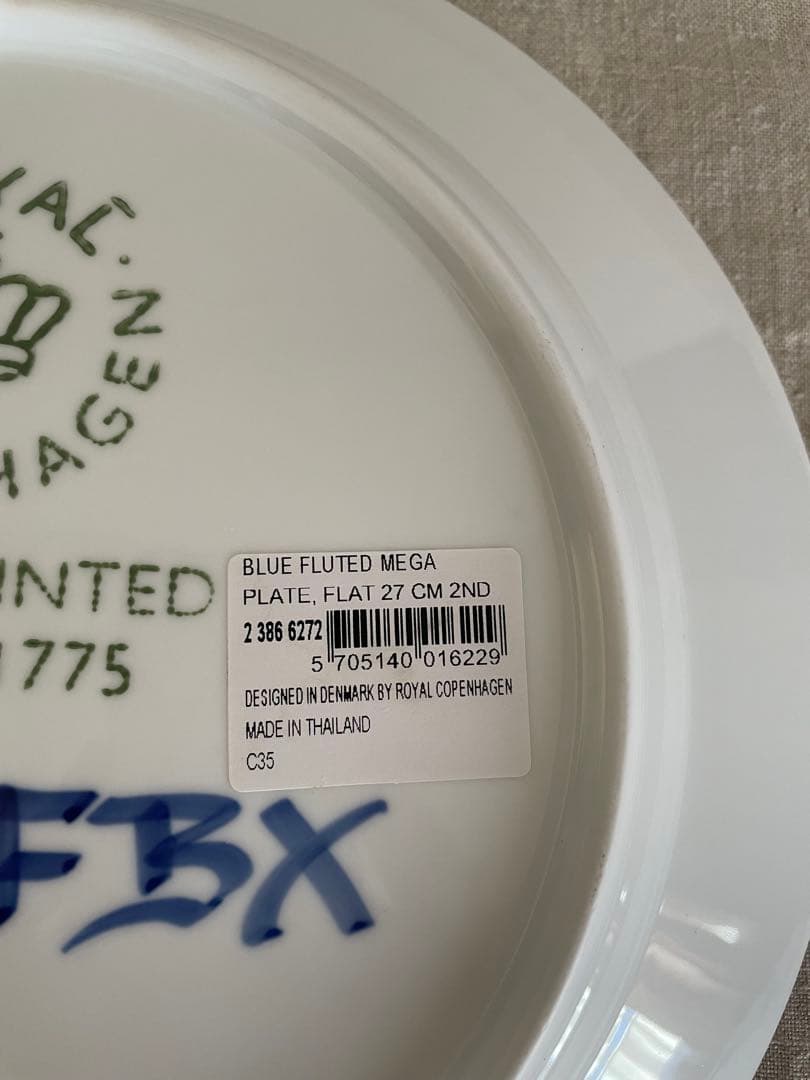 YAL.
N
HAGEN
INTED
1775
BLUE FLUTED MEGA
PLATE, FLAT 27 CM 2ND
2 386 6272
5 705140 016229
DESIGNED IN DENMARK BY ROYAL COPENHAGEN
MADE IN THAILAND
C35
FBX